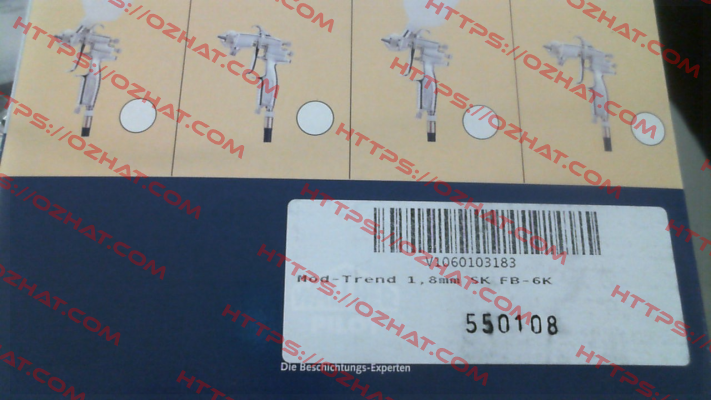 V1060103183
Mod-Trend 1,8mm SK FB-6K
550108
Die Beschichtungs-Experten
HTTPS://OZHAT.COM